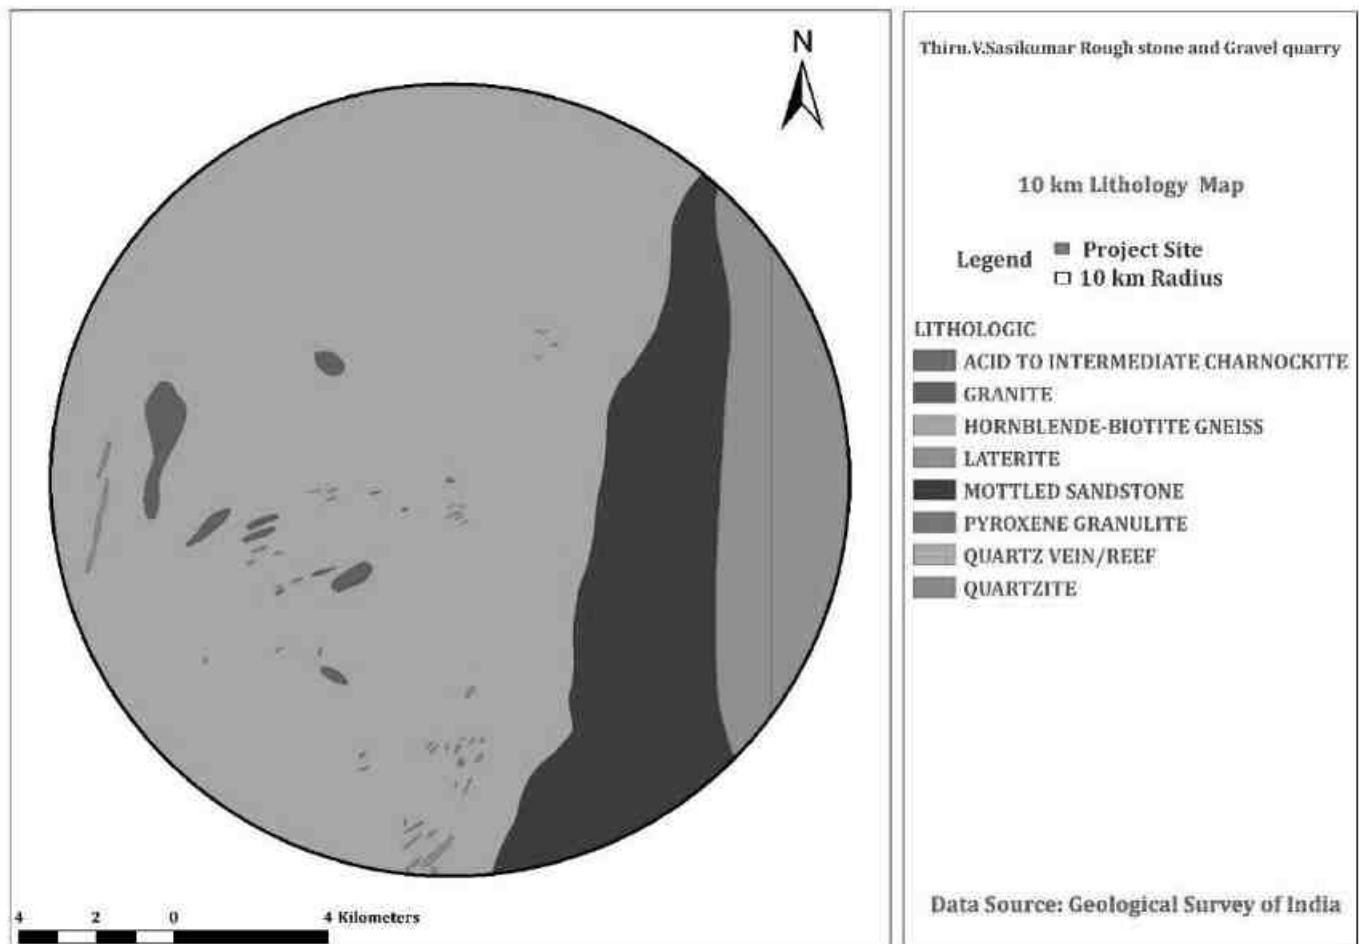 N
4 2 0 4 Kilometers
Thiru.V.Sasikumar Rough stone and Gravel quarry
10 km Lithology Map
Legend
Project Site
10 km Radius
LITHOLOGIC
ACID TO INTERMEDIATE CHARNOCKITE
GRANITE
HORNBLENDE-BIOTITE GNEISS
LATERITE
MOTTLED SANDSTONE
PYROXENE GRANULITE
QUARTZ VEIN/REEF
QUARTZITE
Data Source: Geological Survey of India